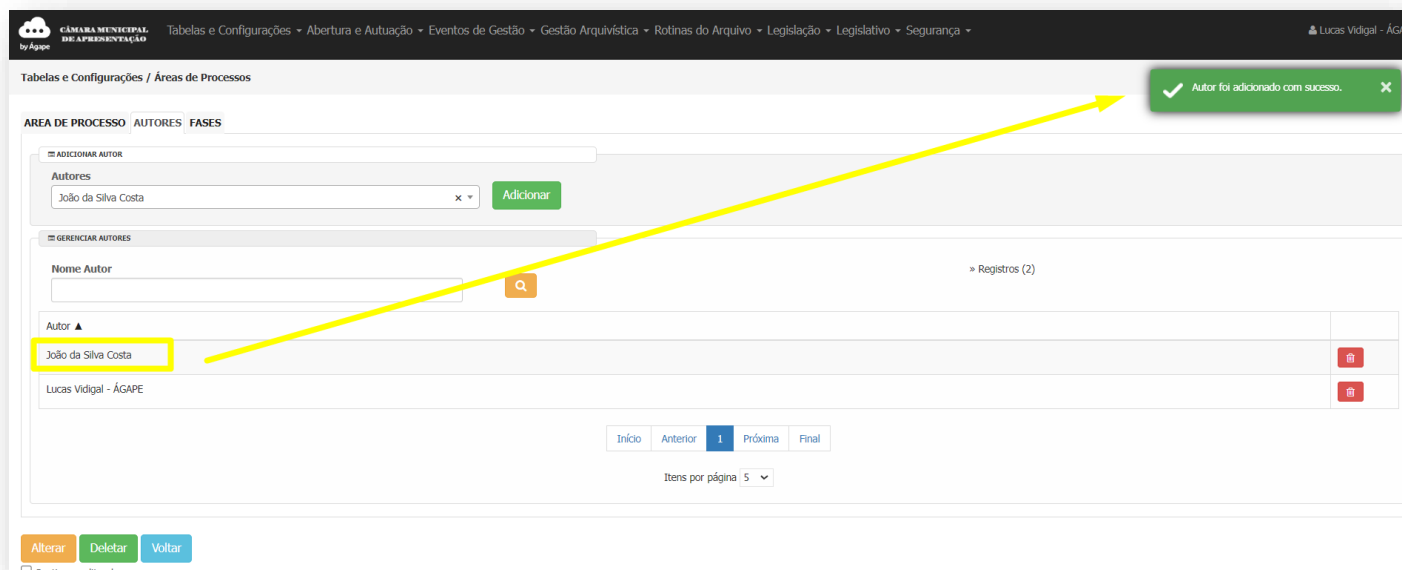 CÂMARA MUNICIPAL
DE APRESENTAÇÃO
by Ágape
Tabelas e Configurações Abertura e Autuação Eventos de Gestão Gestão Arquivística Rotinas do Arquivo Legislação Legislativo Segurança
Lucas Vidigal - ÁGA
Tabelas e Configurações / Áreas de Processos
Autor foi adicionado com sucesso.
AREA DE PROCESSO AUTORES FASES
ADICIONAR AUTOR
Autores
João da Silva Costa × Adicionar
GERENCIAR AUTORES
Nome Autor
» Registros (2)
Autor ▲
João da Silva Costa
Lucas Vidigal - ÁGAPE
Início Anterior 1 Próxima Final
Itens por página 5
Alterar Deletar Voltar